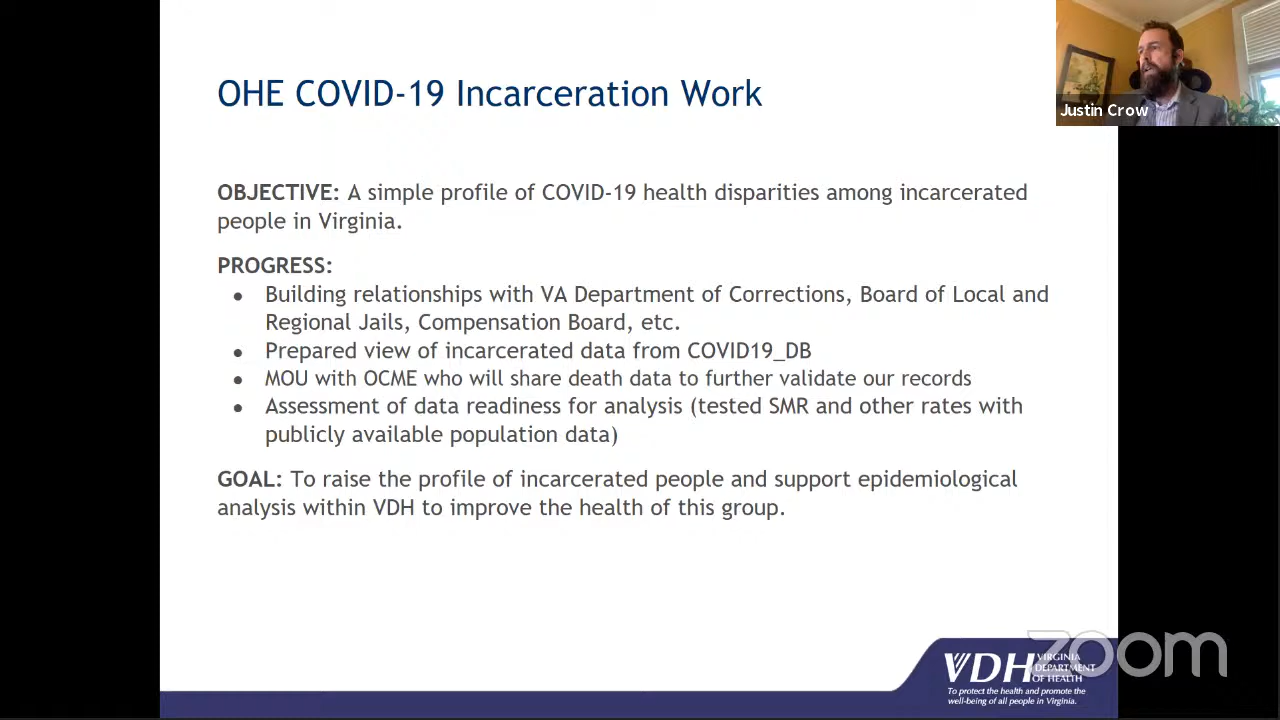 OHE COVID-19 Incarceration Work
Justin Crow
OBJECTIVE: A simple profile of COVID-19 health disparities among incarcerated
people in Virginia.
PROGRESS:
● Building relationships with VA Department of Corrections, Board of Local and
Regional Jails, Compensation Board, etc.
● Prepared view of incarcerated data from COVID19_DB
● MOU with OCME who will share death data to further validate our records
● Assessment of data readiness for analysis (tested SMR and other rates with
publicly available population data)
GOAL: To raise the profile of incarcerated people and support epidemiological
analysis within VDH to improve the health of this group.
VDH VIRGINIA
DEPARTMENT
OF HEALTH
To protect the health and promote the
well-being of all people in Virginia.
zoom